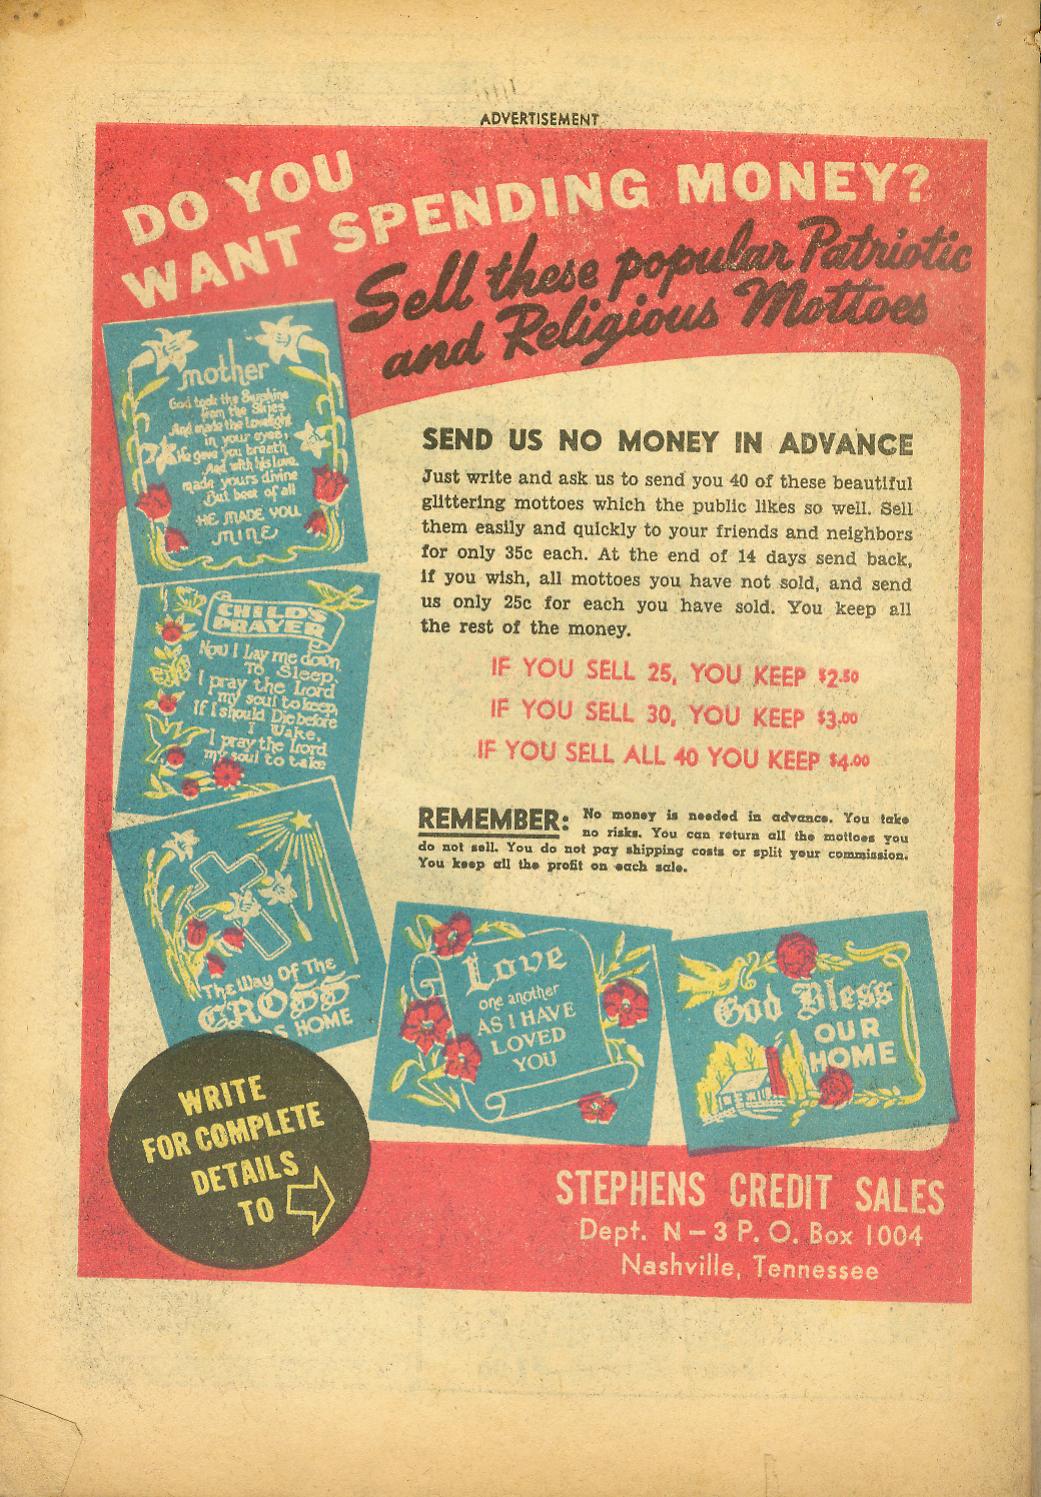 ADVERTISEMENT
DO YOU
WANT SPENDING MONEY?
Sell these popular Patriotic
and Religious Mottoes
mother
God took the Sunshine
from the Skies
And made the Lovelight
in your eyes,
He gave you breath
And with his love
made yours divine
But best of all
HE MADE YOU
MINE
CHILD'S
PRAYER
Now I Lay me down
To Sleep.
I pray the Lord
my soul to keep,
If I should Die before
I Wake,
I pray the Lord
my soul to take
The Way Of The
CROSS
DS HOME
SEND US NO MONEY IN ADVANCE
Just write and ask us to send you 40 of these beautiful
glittering mottoes which the public likes so well. Sell
them easily and quickly to your friends and neighbors
for only 35c each. At the end of 14 days send back,
if you wish, all mottoes you have not sold, and send
us only 25c for each you have sold. You keep all
the rest of the money.
IF YOU SELL 25, YOU KEEP $2.50
IF YOU SELL 30, YOU KEEP $3.00
IF YOU SELL ALL 40 YOU KEEP $4.00
REMEMBER: No money is needed in advance. You take
no risks. You can return all the mottoes you
do not sell. You do not pay shipping costs or split your commission.
You keep all the profit on each sale.
Love
one another
AS I HAVE
LOVED
YOU
God Bless
OUR
HOME
WRITE
FOR COMPLETE
DETAILS
TO
STEPHENS CREDIT SALES
Dept. N-3 P. O. Box 1004
Nashville, Tennessee